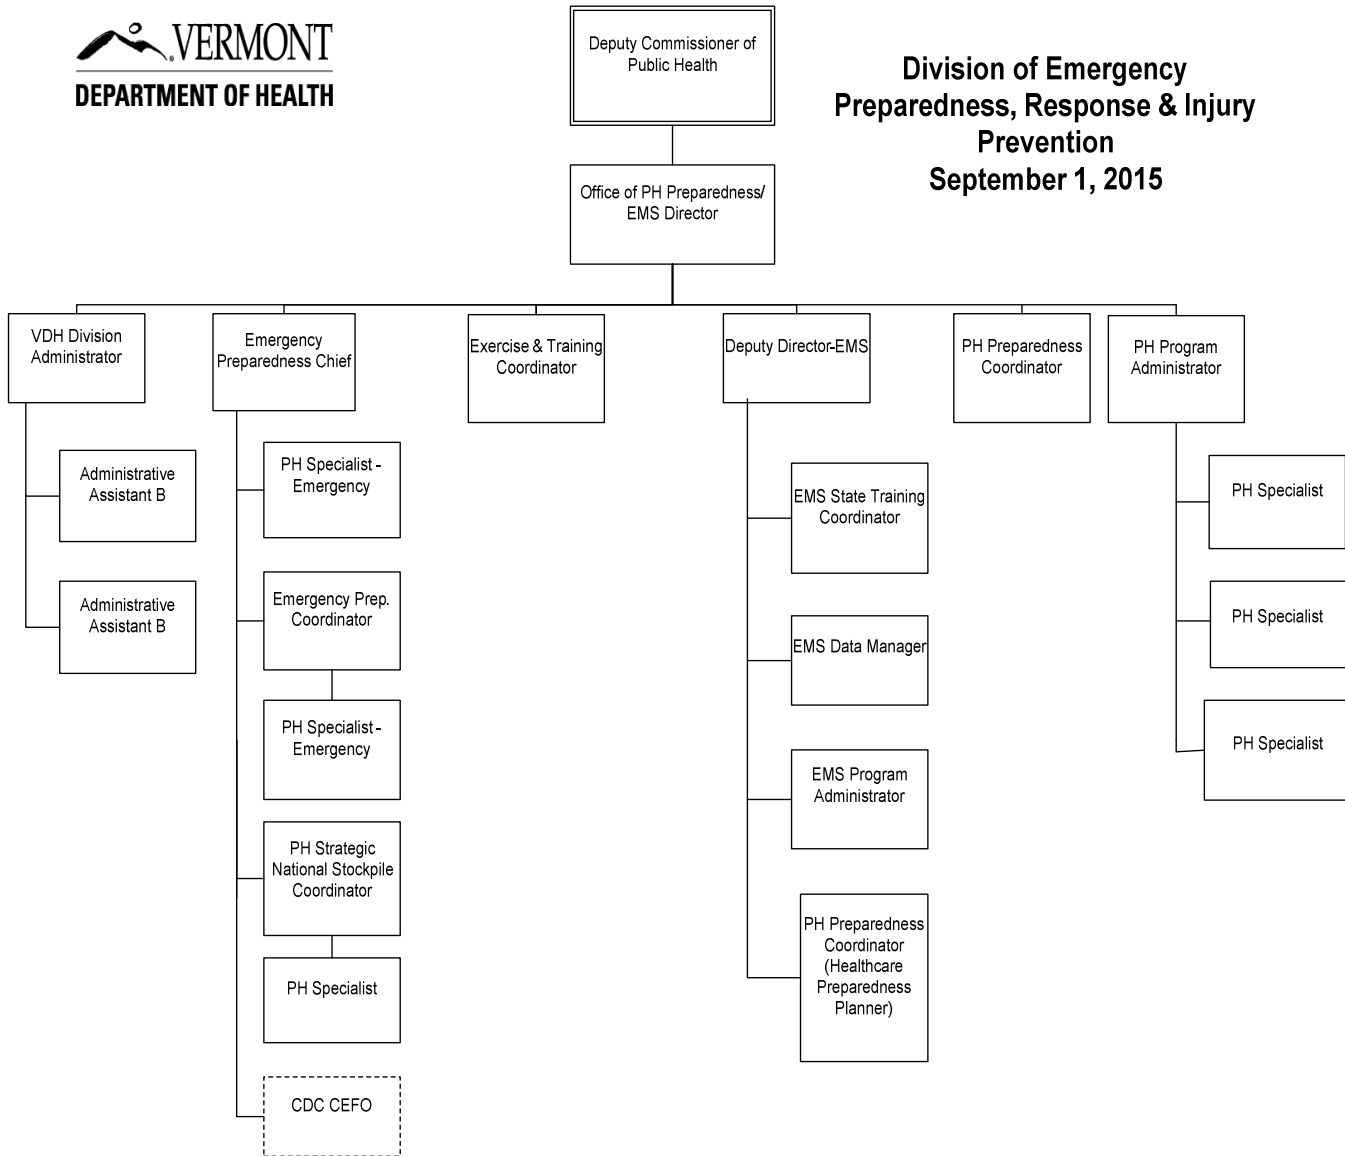 VERMONT
DEPARTMENT OF HEALTH
Deputy Commissioner of
Public Health
Division of Emergency
Preparedness, Response & Injury
Prevention
September 1, 2015
Office of PH Preparedness/
EMS Director
VDH Division
Administrator
Emergency
Preparedness Chief
Exercise & Training
Coordinator
Deputy Director-EMS
PH Preparedness
Coordinator
PH Program
Administrator
Administrative
Assistant B
Administrative
Assistant B
PH Specialist -
Emergency
Emergency Prep.
Coordinator
PH Specialist -
Emergency
PH Strategic
National Stockpile
Coordinator
PH Specialist
CDC CEFO
EMS State Training
Coordinator
EMS Data Manager
EMS Program
Administrator
PH Preparedness
Coordinator
(Healthcare
Preparedness
Planner)
PH Specialist
PH Specialist
PH Specialist